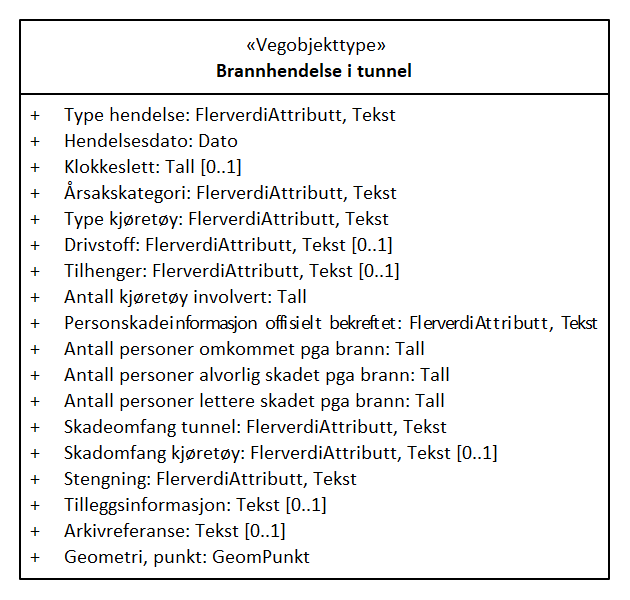 «Vegobjekttype»
Brannhendelse i tunnel
+ Type hendelse: FlerverdiAttributt, Tekst
+ Hendelsesdato: Dato
+ Klokkeslett: Tall [0..1]
+ Årsakskategori: FlerverdiAttributt, Tekst
+ Type kjøretøy: FlerverdiAttributt, Tekst
+ Drivstoff: FlerverdiAttributt, Tekst [0..1]
+ Tilhenger: FlerverdiAttributt, Tekst [0..1]
+ Antall kjøretøy involvert: Tall
+ Personskadeinformasjon offisielt bekreftet: FlerverdiAttributt, Tekst
+ Antall personer omkommet pga brann: Tall
+ Antall personer alvorlig skadet pga brann: Tall
+ Antall personer lettere skadet pga brann: Tall
+ Skadeomfang tunnel: FlerverdiAttributt, Tekst
+ Skadomfang kjøretøy: FlerverdiAttributt, Tekst [0..1]
+ Stengning: FlerverdiAttributt, Tekst
+ Tilleggsinformasjon: Tekst [0..1]
+ Arkivreferanse: Tekst [0..1]
+ Geometri, punkt: GeomPunkt